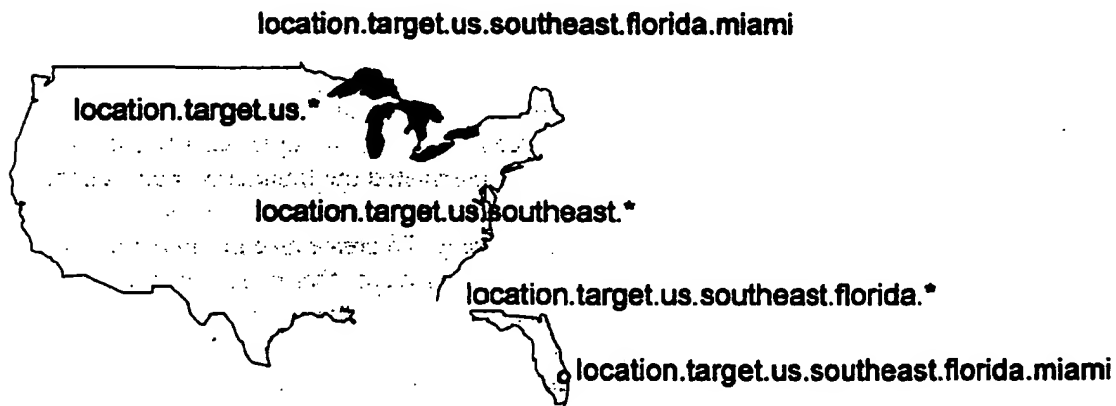 location.target.us.southeast.florida.miami
location.target.us.*
location.target.us.southeast.*
location.target.us.southeast.florida.*
location.target.us.southeast.florida.miami